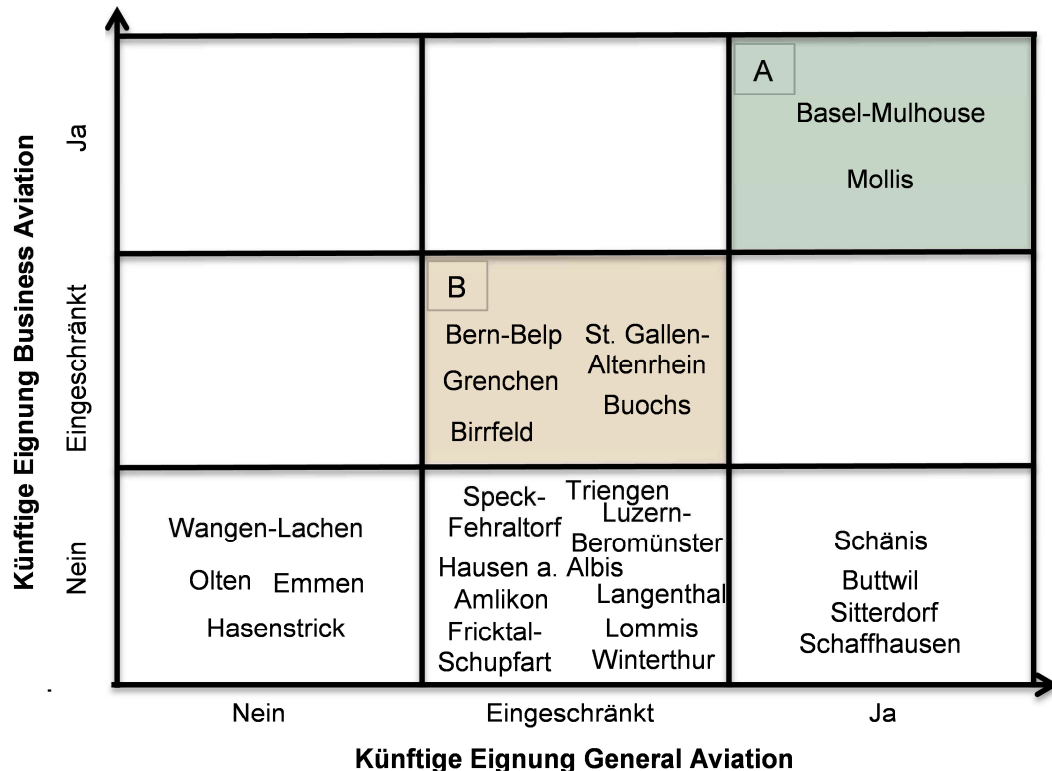 Künftige Eignung Business Aviation
Ja
Eingeschränkt
Nein
A
Basel-Mulhouse
Mollis
B
Bern-Belp
Grenchen
Birrfeld
St. Gallen-
Altenrhein
Buochs
Wangen-Lachen
Olten Emmen
Hasenstrick
Speck-
Fehraltorf
Triengen
Luzern-
Beromünster
Hausen a. Albis
Amlikon
Langenthal
Fricktal-
Schupfart
Lommis
Winterthur
Schänis
Buttwil
Sitterdorf
Schaffhausen
Nein
Eingeschränkt
Ja
Künftige Eignung General Aviation